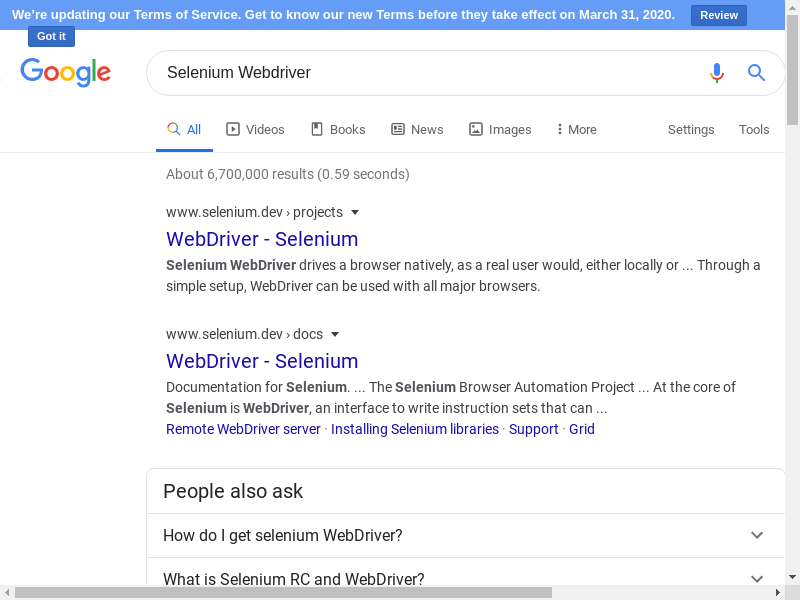 We're updating our Terms of Service. Get to know our new Terms before they take effect on March 31, 2020. Review
Got it
Google
Selenium Webdriver
All Videos Books News Images More Settings Tools
About 6,700,000 results (0.59 seconds)
www.selenium.dev › projects
WebDriver - Selenium
Selenium WebDriver drives a browser natively, as a real user would, either locally or ... Through a
simple setup, WebDriver can be used with all major browsers.
www.selenium.dev › docs
WebDriver - Selenium
Documentation for Selenium. ... The Selenium Browser Automation Project ... At the core of
Selenium is WebDriver, an interface to write instruction sets that can ...
Remote WebDriver server · Installing Selenium libraries · Support · Grid
People also ask
How do I get selenium WebDriver?
What is Selenium RC and WebDriver?